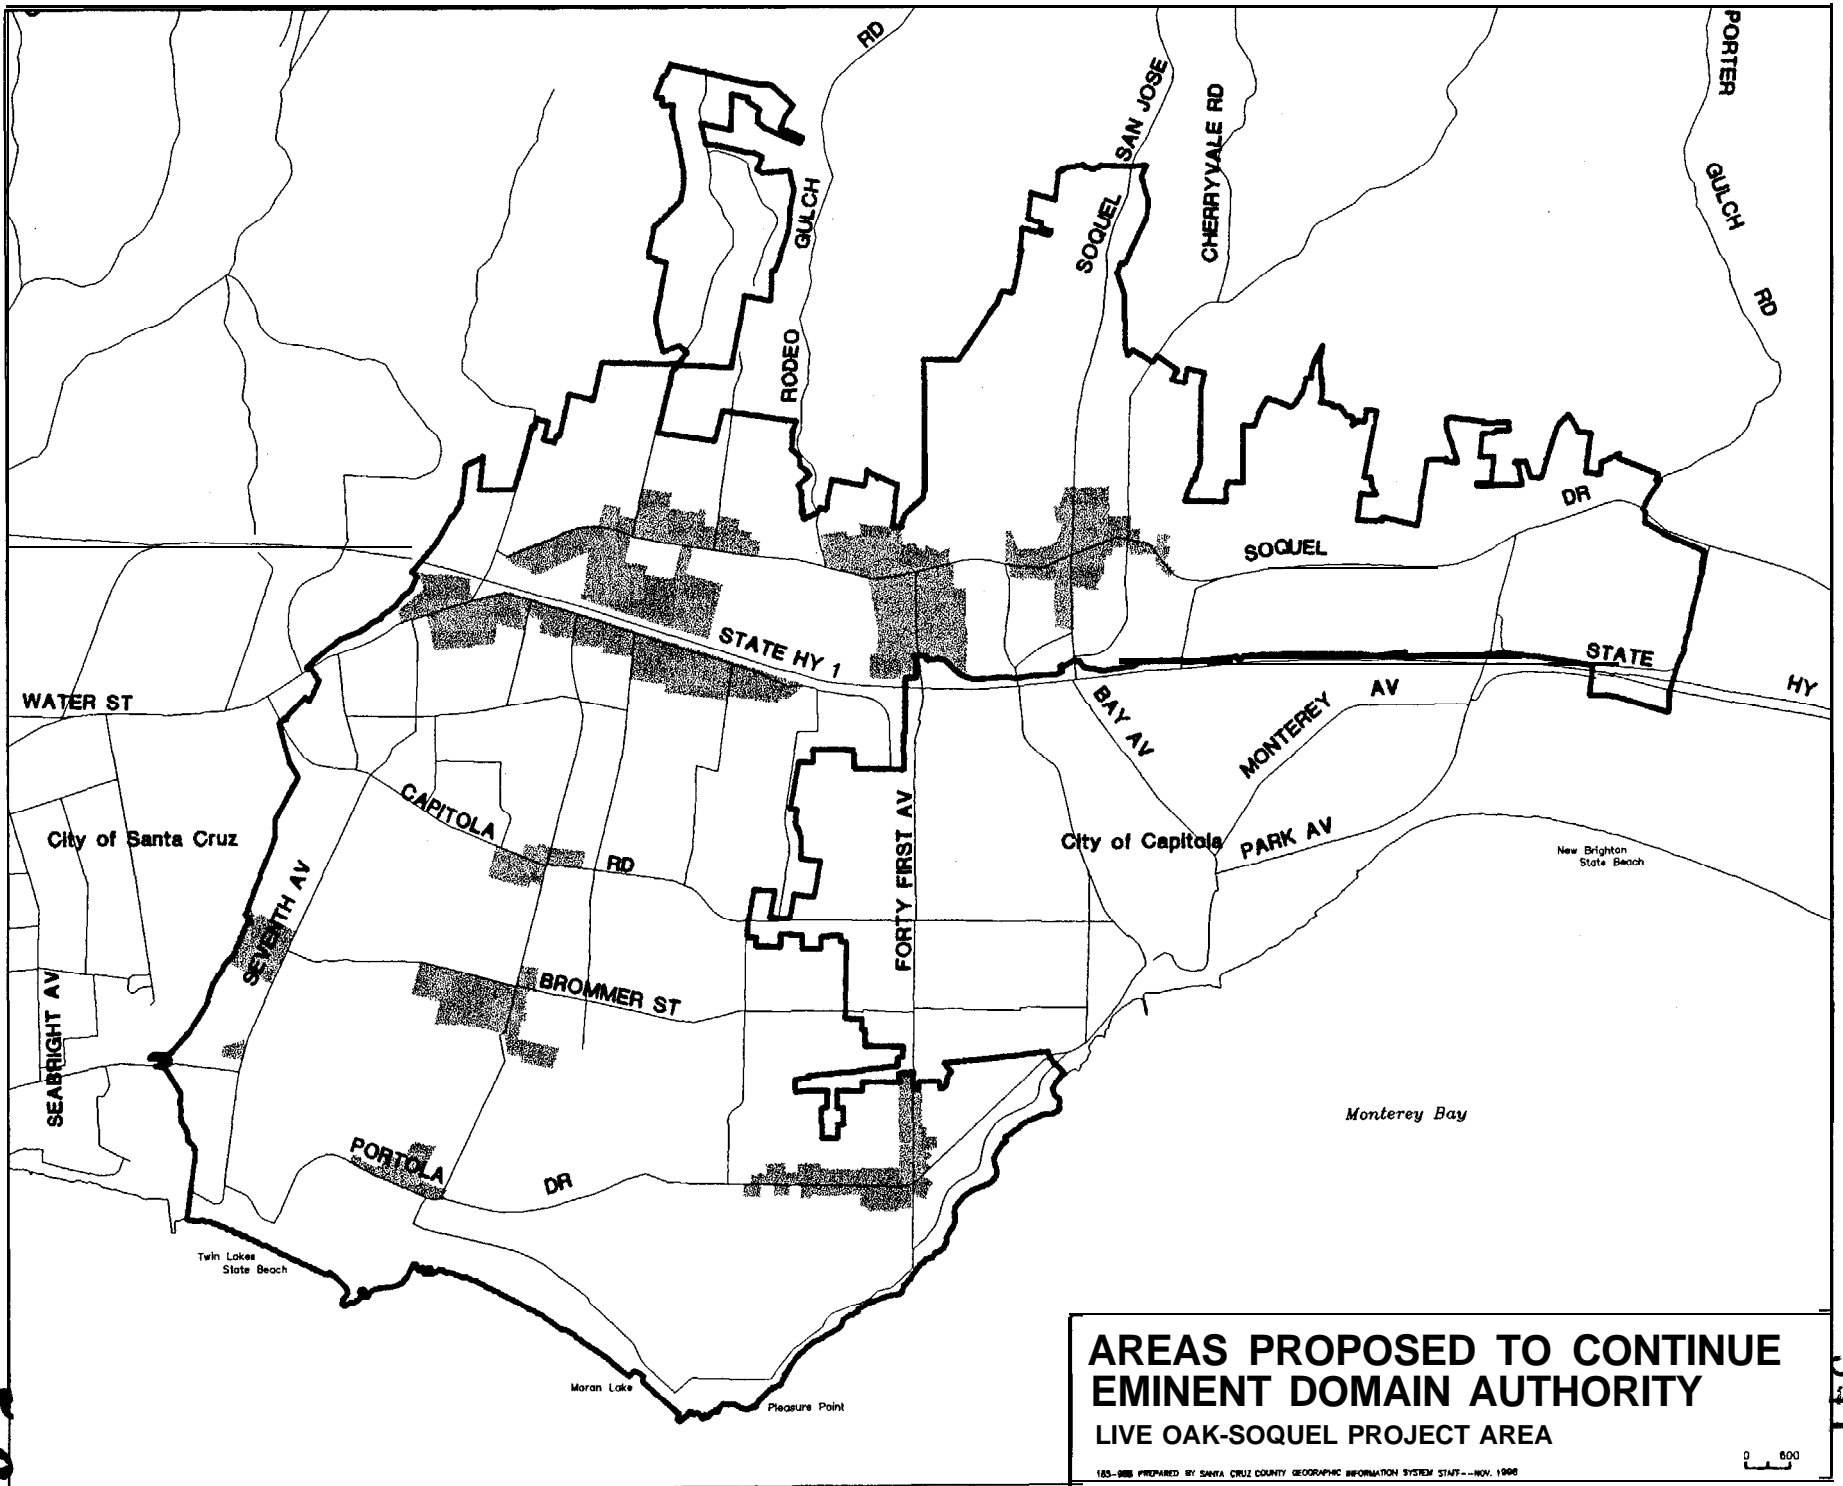 RD
PORTER
GULCH
RD
SAN JOSE
SOQUEL
CHERRYVALE RD
GULCH
RODEO
DR
SOQUEL
STATE HY 1
STATE
HY
WATER ST
BAY AV
MONTEREY
AV
CAPITOLA
RD
City of Santa Cruz
FORTY FIRST AV
City of Capitola
PARK AV
New Brighton
State Beach
SEVENTH AV
SEABRIGHT AV
BROMMER ST
Monterey Bay
PORTOLA
DR
Twin Lakes
State Beach
Moran Lake
Pleasure Point
AREAS PROPOSED TO CONTINUE
EMINENT DOMAIN AUTHORITY
LIVE OAK-SOQUEL PROJECT AREA
0 600
PREPARED BY SANTA CRUZ COUNTY GEOGRAPHIC INFORMATION SYSTEM STAFF--NOV. 1996